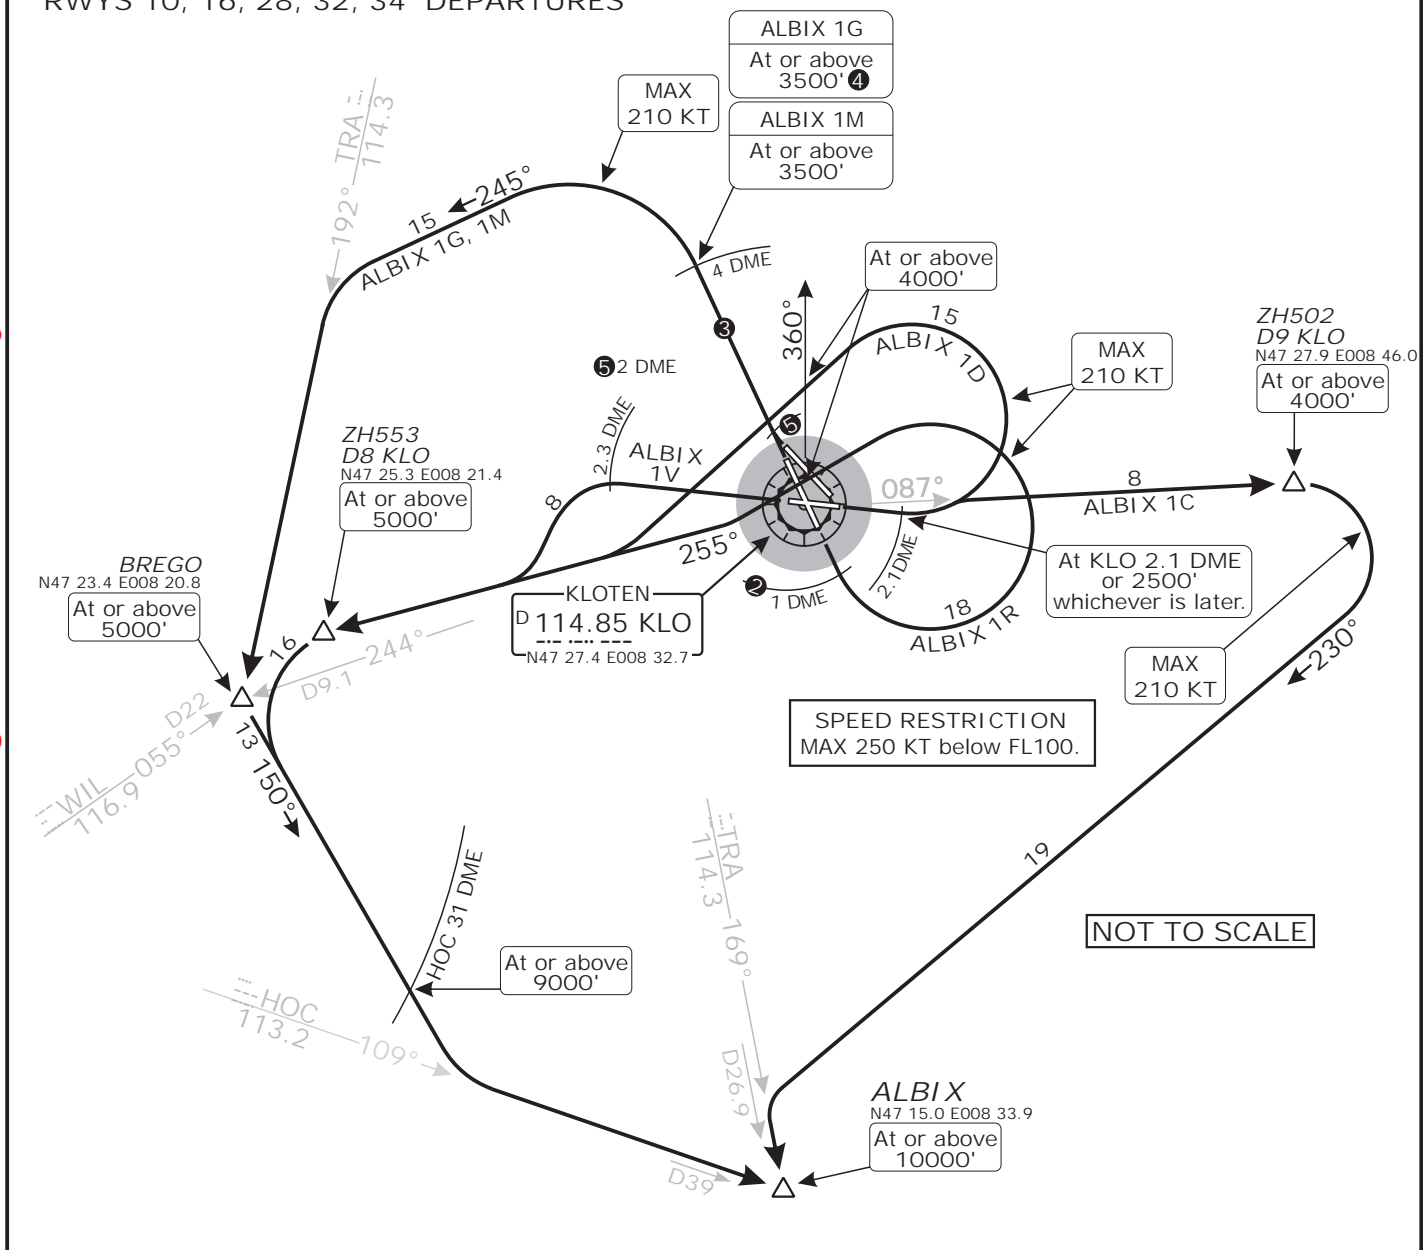 RWYS 10, 16, 28, 32, 34 DEPARTURES
ALBIX 1G
At or above
3500' 4
MAX
210 KT
ALBIX 1M
At or above
3500'
TRA
114.3
192°
245°
15
ALBIX 1G, 1M
4 DME
At or above
4000'
3
360°
15
ALBIX 1D
MAX
210 KT
ZH502
D9 KLO
N47 27.9 E008 46.0
At or above
4000'
5 2 DME
5
2.3 DME
ALBIX
1V
8
ZH553
D8 KLO
N47 25.3 E008 21.4
At or above
5000'
087°
8
ALBIX 1C
255°
2.1DME
At KLO 2.1 DME
or 2500'
whichever is later.
BREGO
N47 23.4 E008 20.8
At or above
5000'
2
1 DME
KLOTEN
D 114.85 KLO
N47 27.4 E008 32.7
18
ALBIX 1R
16
244°
D9.1
230°
MAX
210 KT
D22
055°
WIL
116.9
13
150°
SPEED RESTRICTION
MAX 250 KT below FL100.
TRA
114.3
169°
D26.9
19
HOC 31 DME
At or above
9000'
NOT TO SCALE
HOC
113.2
109°
ALBIX
N47 15.0 E008 33.9
At or above
10000'
D39